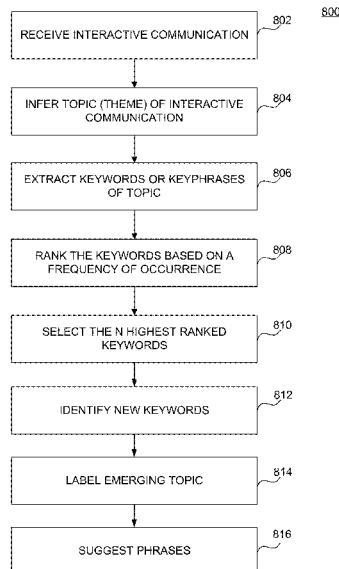 800
RECEIVE INTERACTIVE COMMUNICATION
802
INFER TOPIC (THEME) OF INTERACTIVE
COMMUNICATION
804
EXTRACT KEYWORDS OR KEYPHRASES
OF TOPIC
806
RANK THE KEYWORDS BASED ON A
FREQUENCY OF OCCURRENCE
808
SELECT THE N HIGHEST RANKED
KEYWORDS
810
IDENTIFY NEW KEYWORDS
812
LABEL EMERGING TOPIC
814
SUGGEST PHRASES
816